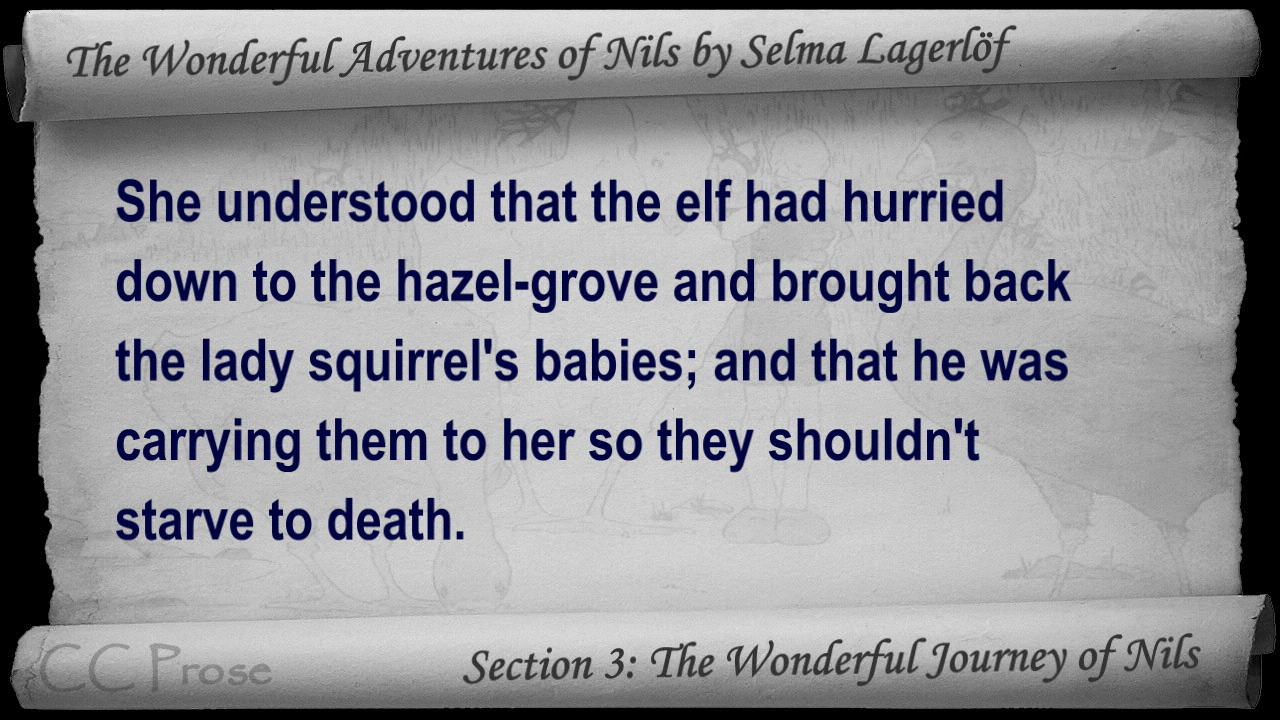 The Wonderful Adventures of Nils by Selma Lagerlöf
She understood that the elf had hurried
down to the hazel-grove and brought back
the lady squirrel's babies; and that he was
carrying them to her so they shouldn't
starve to death.
CC Prose
Section 3: The Wonderful Journey of Nils